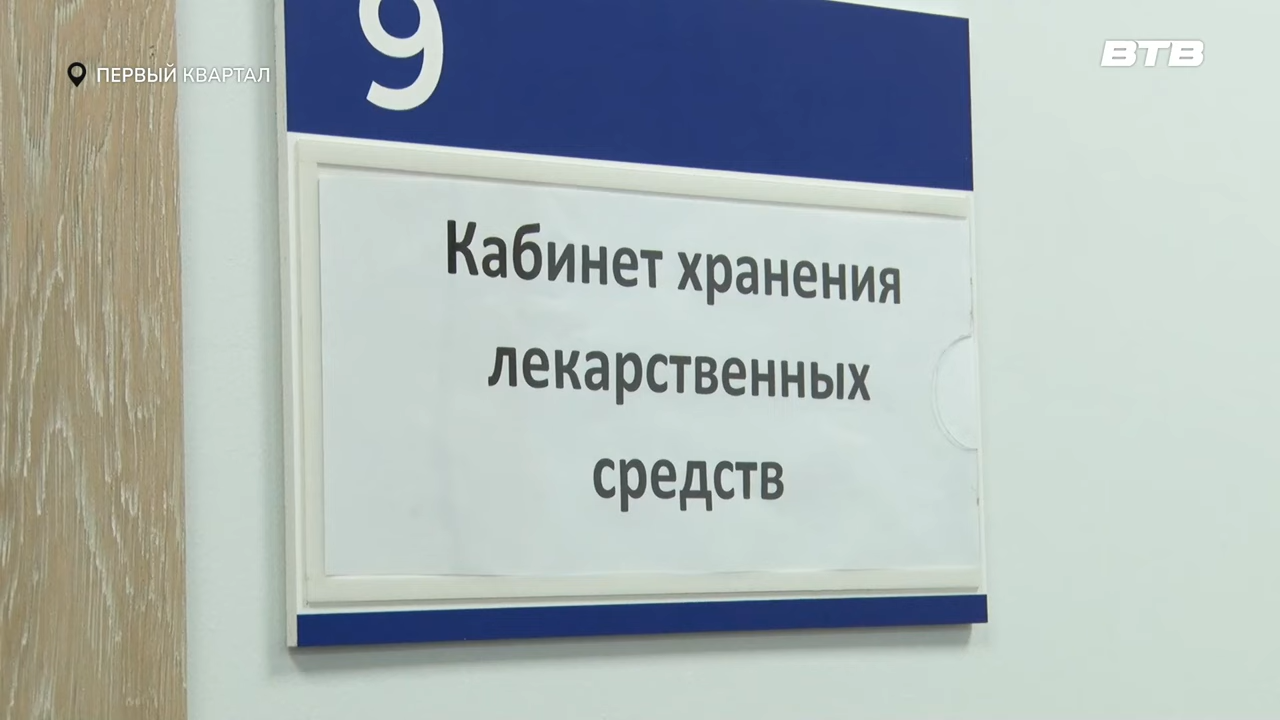 9
ПЕРВЫЙ КВАРТАЛ
ВТВ
Кабинет хранения
лекарственных
средств